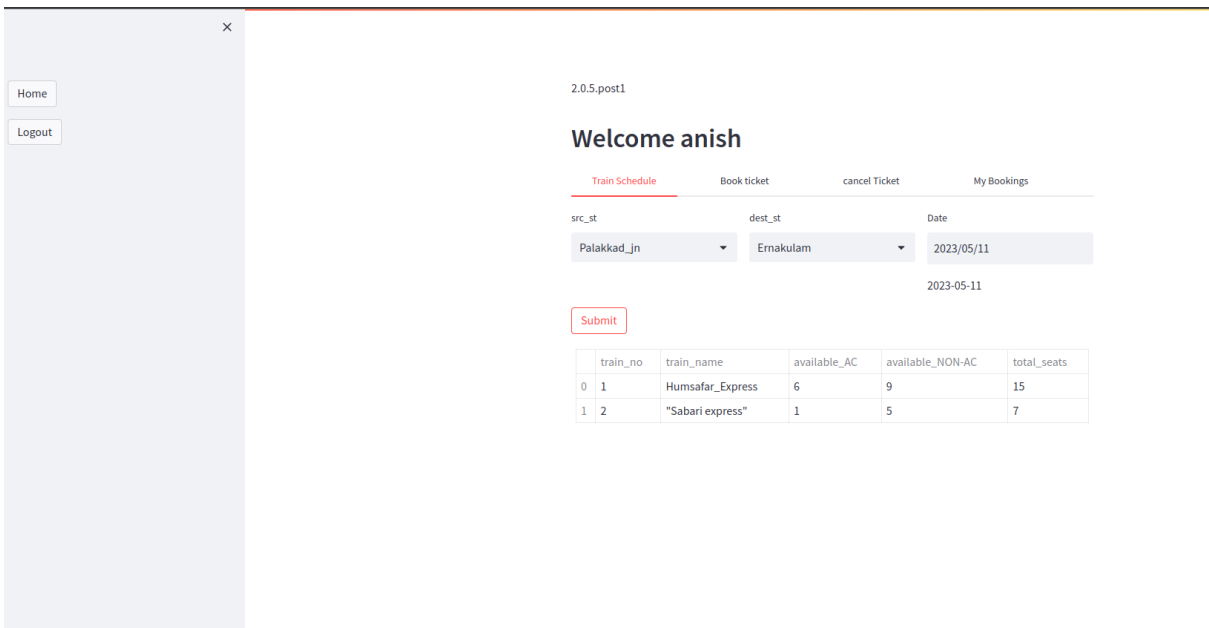 ×
Home
Logout
2.0.5.post1
Welcome anish
Train Schedule Book ticket cancel Ticket My Bookings
src_st dest_st Date
Palakkad_jn Ernakulam 2023/05/11
2023-05-11
Submit
train_no train_name available_AC available_NON-AC total_seats
0 1 Humsafar_Express 6 9 15
1 2 "Sabari express" 1 5 7